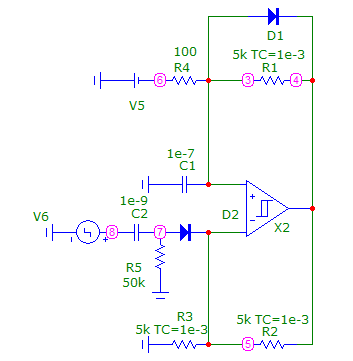 D1
100
5k TC=1e-3
R4
R1
6
3
4
V5
1e-7
C1
1e-9
C2
D2
+
-
X2
V6
8
7
+
R5
50k
R3
5k TC=1e-3
5k TC=1e-3
R2
5